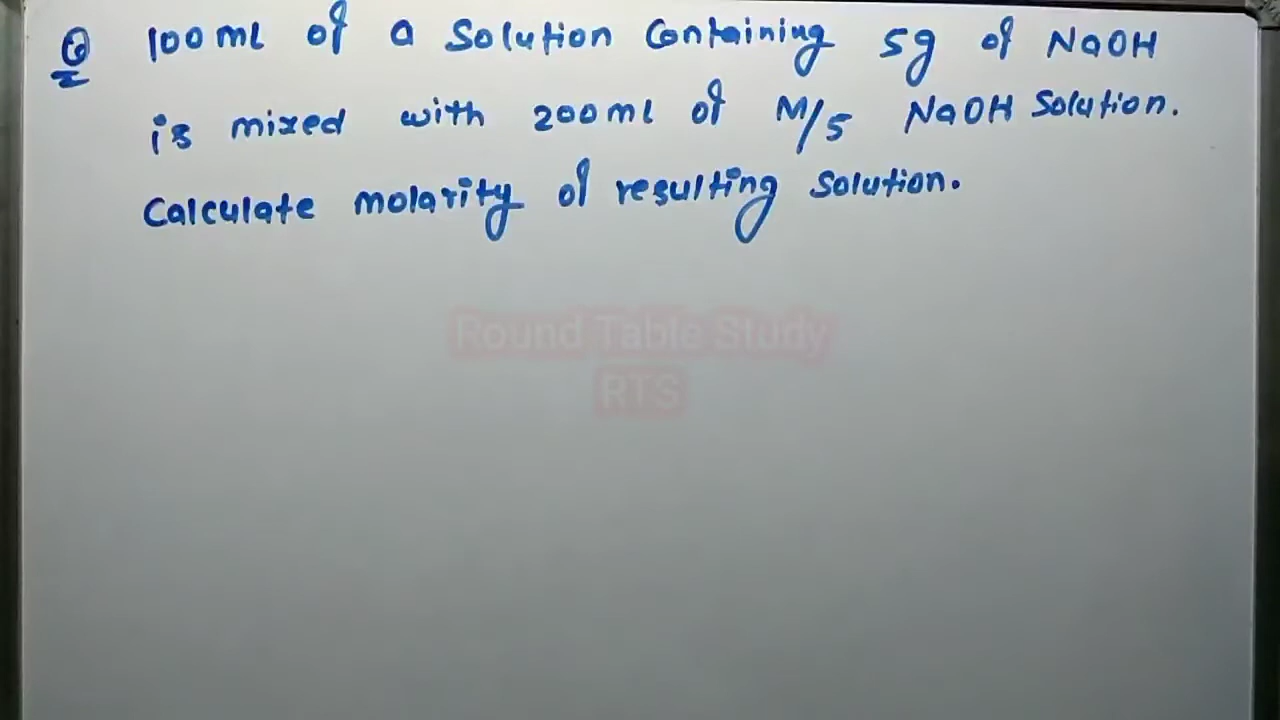 Q 100 ml of a Solution Containing 5g of NaOH
is mixed with 200 ml of M/5 NaOH Solution.
Calculate molarity of resulting solution.
Round Table Study
RTS